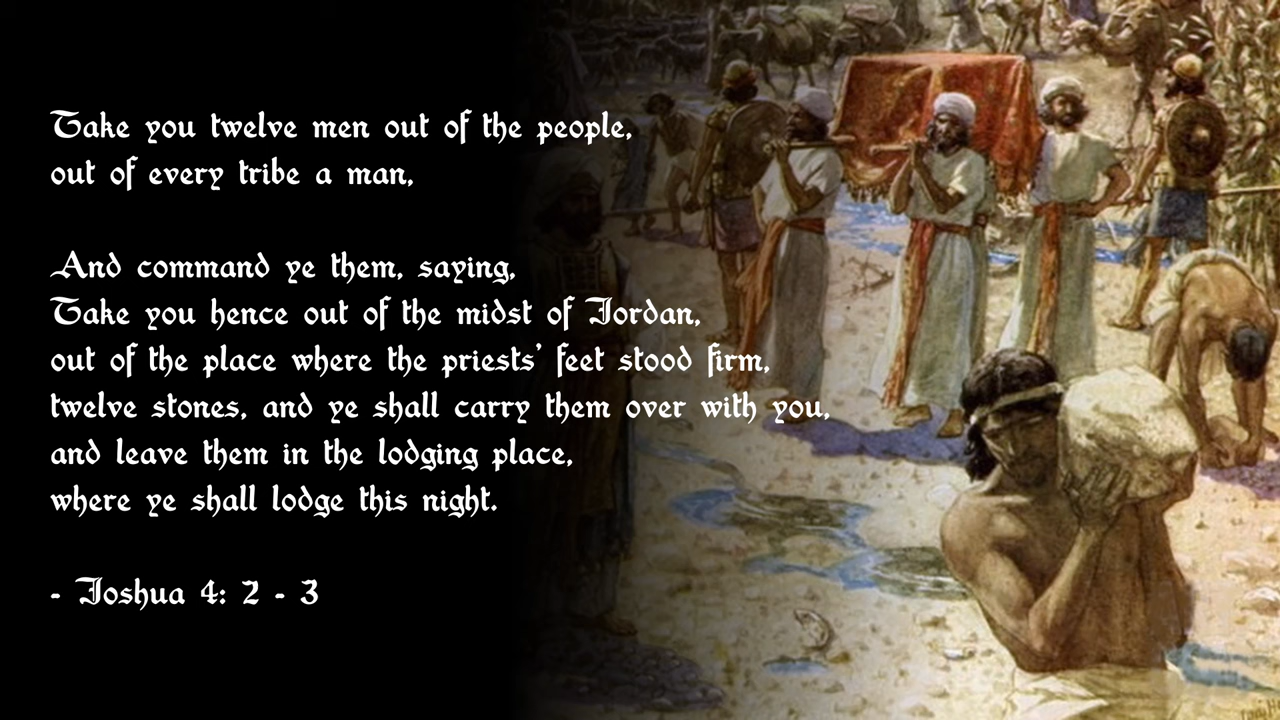 Take you twelve men out of the people,
out of every tribe a man,
And command ye them, saying,
Take you hence out of the midst of Jordan,
out of the place where the priests’ feet stood firm,
twelve stones, and ye shall carry them over with you,
and leave them in the lodging place,
where ye shall lodge this night.
- Joshua 4: 2 - 3